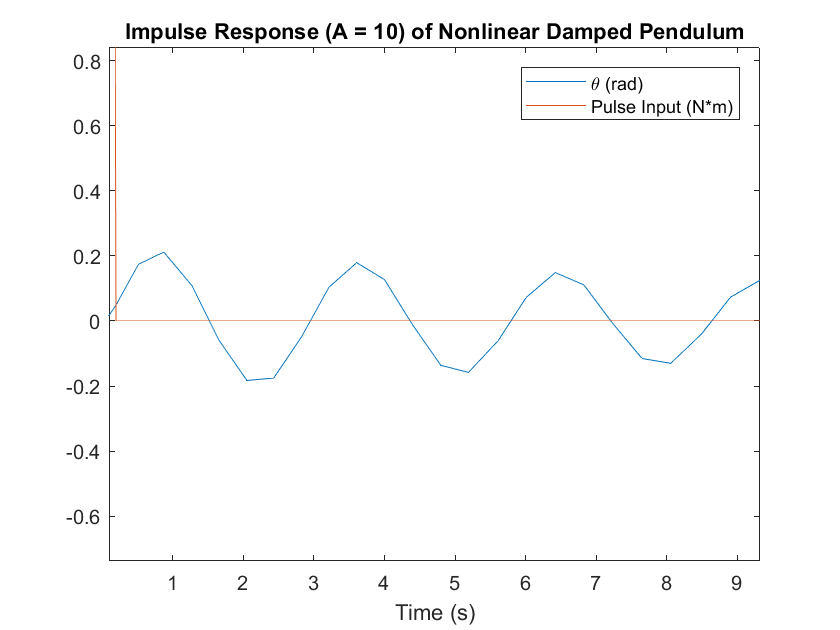 Impulse Response (A = 10) of Nonlinear Damped Pendulum
θ (rad)
Pulse Input (N*m)
0.8
0.6
0.4
0.2
0
-0.2
-0.4
-0.6
1 2 3 4 5 6 7 8 9
Time (s)